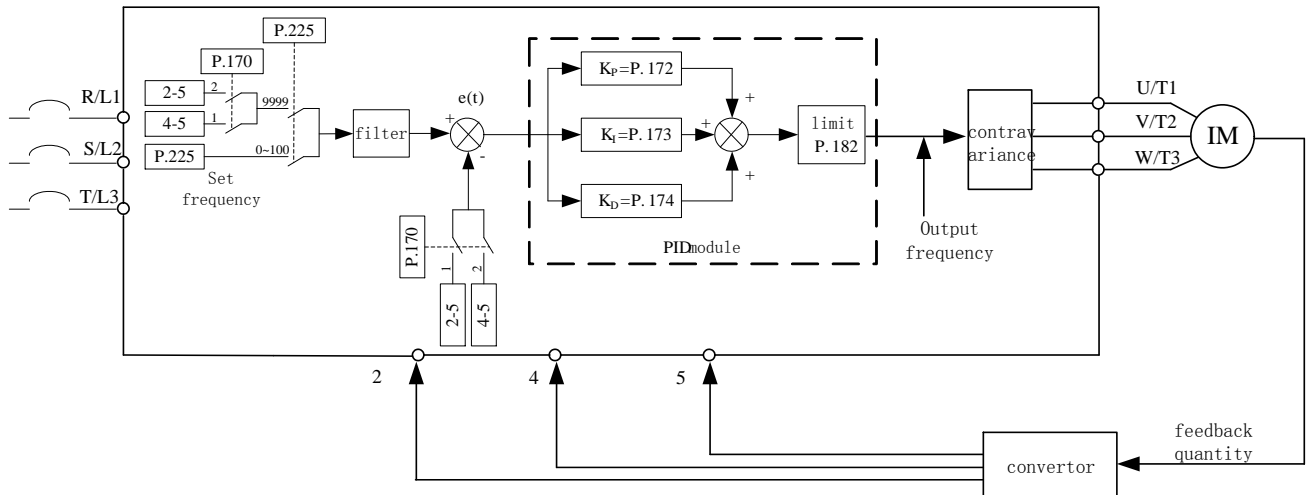 P.225
P.170
R/L1
2-5
2
9999
4-5
1
S/L2
P.225
0~100
T/L3
Set
frequency
filter
e(t)
+
-
KP=P. 172
KI=P. 173
KD=P. 174
+
+
+
limit
P. 182
PIDmodule
P.170
1
2
2-5
4-5
Output
frequency
contrav
ariance
U/T1
V/T2
W/T3
IM
2
4
5
convertor
feedback
quantity